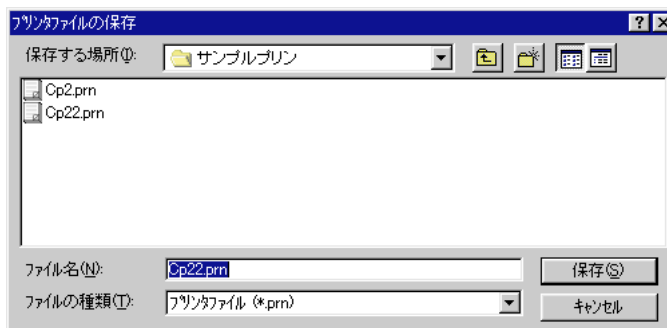 プリンタファイルの保存
保存する場所(I):
サンプルプリン
Cp2.prn
Cp22.prn
ファイル名(N):
Cp22.prn
保存(S)
ファイルの種類(T):
プリンタファイル (*.prn)
キャンセル